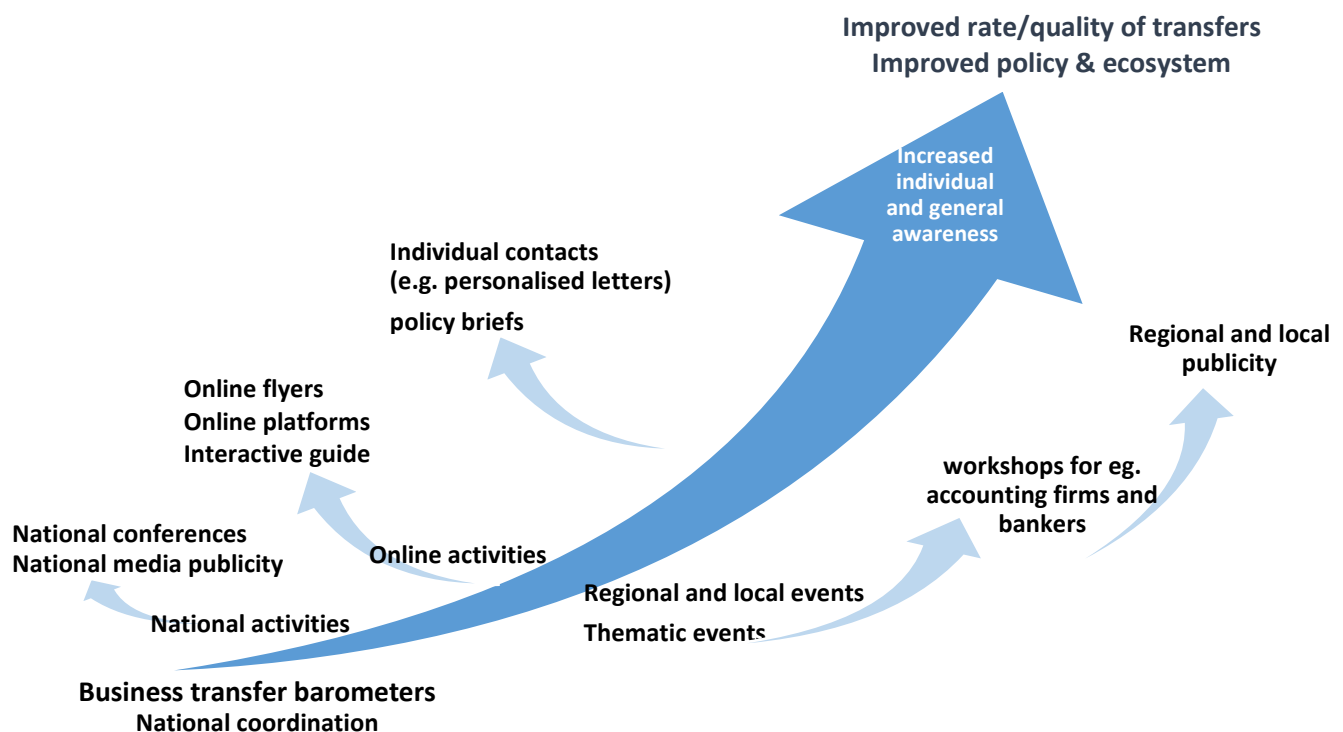 Improved rate/quality of transfers
Improved policy & ecosystem
Increased
individual
and general
awareness
Individual contacts
(e.g. personalised letters)
policy briefs
Regional and local
publicity
Online flyers
Online platforms
Interactive guide
workshops for eg.
accounting firms and
bankers
National conferences
National media publicity
Online activities
Regional and local events
National activities
Thematic events
Business transfer barometers
National coordination